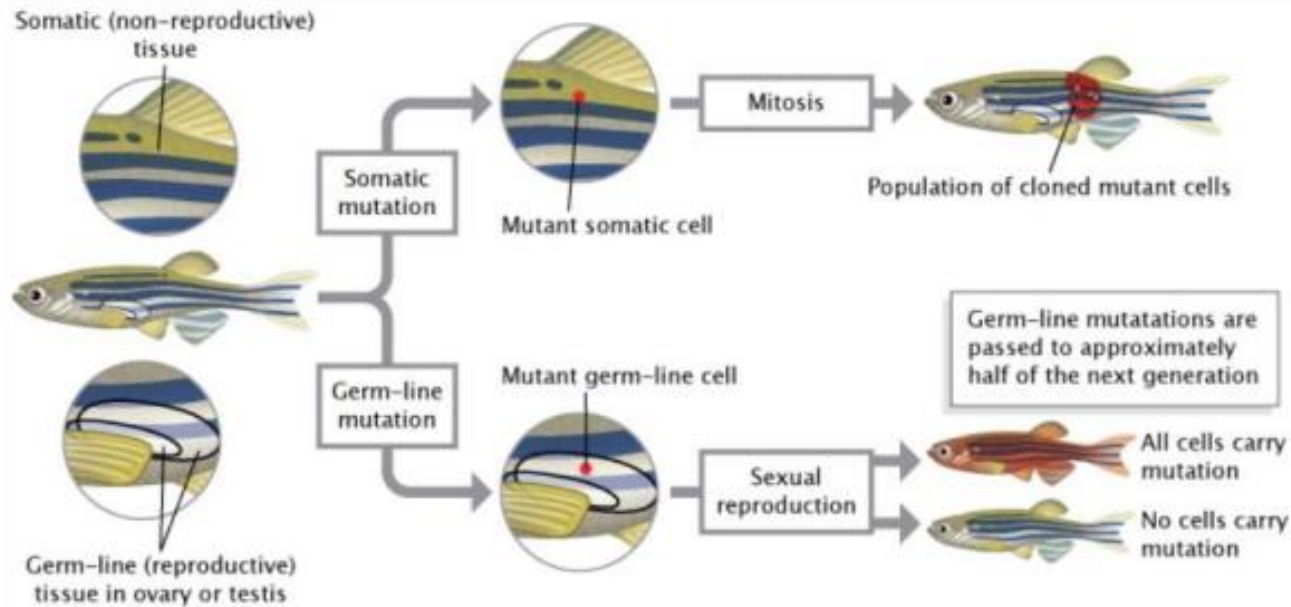 Somatic (non-reproductive)
tissue
Somatic
mutation
Mutant somatic cell
Mitosis
Population of cloned mutant cells
Germ-line (reproductive)
tissue in ovary or testis
Germ-line
mutation
Mutant germ-line cell
Sexual
reproduction
Germ-line mutatations are
passed to approximately
half of the next generation
All cells carry
mutation
No cells carry
mutation